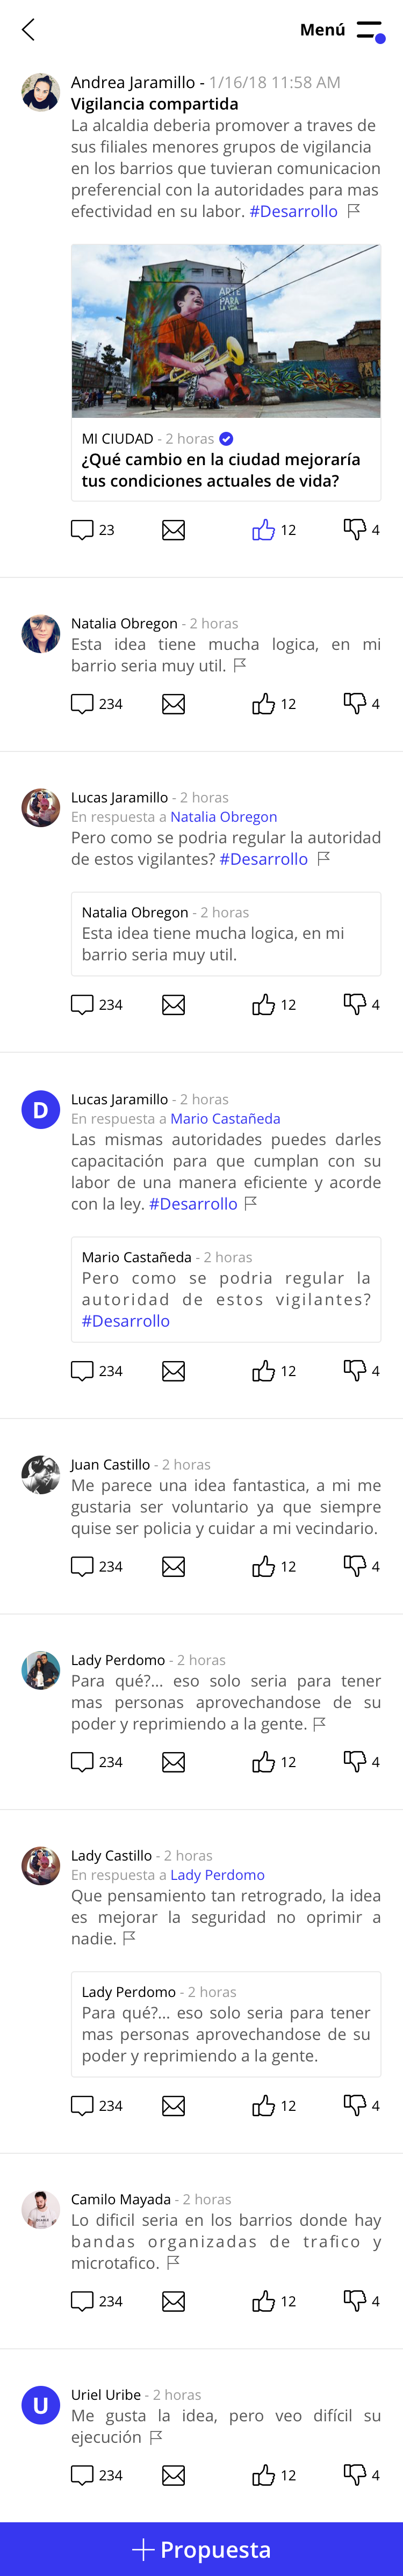 Menú
Andrea Jaramillo - 1/16/18 11:58 AM
Vigilancia compartida
La alcaldia deberia promover a traves de
sus filiales menores grupos de vigilancia
en los barrios que tuvieran comunicacion
preferencial con la autoridades para mas
efectividad en su labor. #Desarrollo
ARTE
PARA
LA
MI CIUDAD - 2 horas
¿Qué cambio en la ciudad mejoraría
tus condiciones actuales de vida?
23 12 4
Natalia Obregon - 2 horas
Esta idea tiene mucha logica, en mi
barrio seria muy util.
234 12 4
Lucas Jaramillo - 2 horas
En respuesta a Natalia Obregon
Pero como se podria regular la autoridad
de estos vigilantes? #Desarrollo
Natalia Obregon - 2 horas
Esta idea tiene mucha logica, en mi
barrio seria muy util.
234 12 4
D
Lucas Jaramillo - 2 horas
En respuesta a Mario Castañeda
Las mismas autoridades puedes darles
capacitación para que cumplan con su
labor de una manera eficiente y acorde
con la ley. #Desarrollo
Mario Castañeda - 2 horas
Pero como se podria regular la
autoridad de estos vigilantes?
#Desarrollo
234 12 4
Juan Castillo - 2 horas
Me parece una idea fantastica, a mi me
gustaria ser voluntario ya que siempre
quise ser policia y cuidar a mi vecindario.
234 12 4
Lady Perdomo - 2 horas
Para qué?... eso solo seria para tener
mas personas aprovechandose de su
poder y reprimiendo a la gente.
234 12 4
Lady Castillo - 2 horas
En respuesta a Lady Perdomo
Que pensamiento tan retrogrado, la idea
es mejorar la seguridad no oprimir a
nadie.
Lady Perdomo - 2 horas
Para qué?... eso solo seria para tener
mas personas aprovechandose de su
poder y reprimiendo a la gente.
234 12 4
Camilo Mayada - 2 horas
Lo dificil seria en los barrios donde hay
bandas organizadas de trafico y
microtafico.
234 12 4
U
Uriel Uribe - 2 horas
Me gusta la idea, pero veo difícil su
ejecución
234 12 4
Propuesta